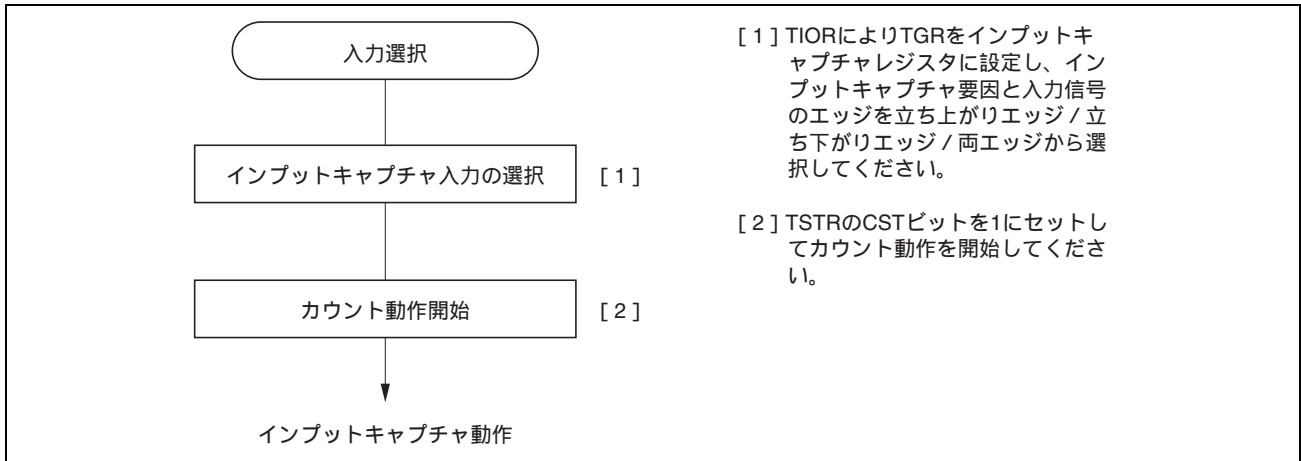 入力選択
インプットキャプチャ入力の選択 [ 1 ]
カウント動作開始 [ 2 ]
インプットキャプチャ動作
[ 1 ] TIORによりTGRをインプットキ
ャプチャレジスタに設定し、イン
プットキャプチャ要因と入力信号
のエッジを立ち上がりエッジ / 立
ち下がりエッジ / 両エッジから選
択してください。
[ 2 ] TSTRのCSTビットを1にセットし
てカウント動作を開始してくださ
い。